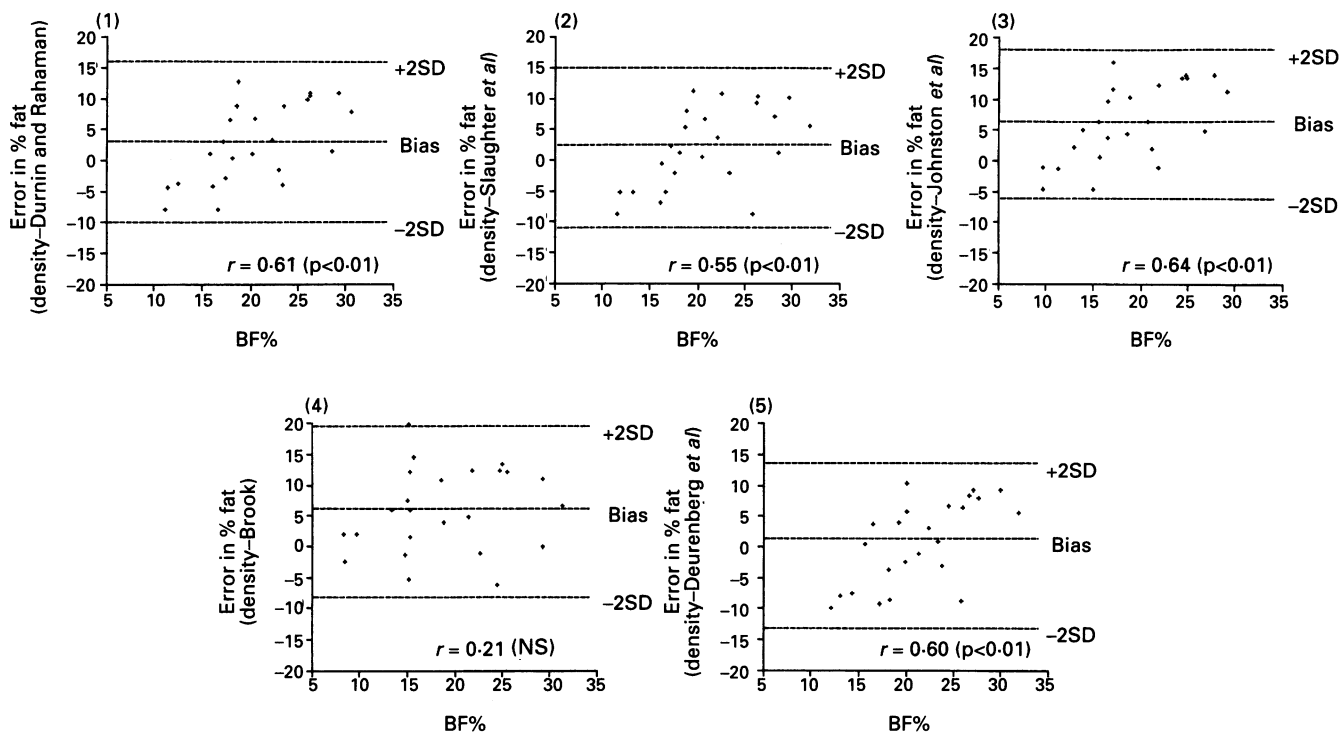 (1)
Error in % fat
(density–Durnin and Rahaman)
20
15
10
5
0
–5
–10
–15
–20
+2SD
Bias
–2SD
r = 0·61 (p<0·01)
5 10 15 20 25 30 35
BF%
(2)
Error in % fat
(density–Slaughter et al)
20
15
10
5
0
–5
–10
–15
–20
+2SD
Bias
–2SD
r = 0·55 (p<0·01)
5 10 15 20 25 30 35
BF%
(3)
Error in % fat
(density–Johnston et al)
20
15
10
5
0
–5
–10
–15
–20
+2SD
Bias
–2SD
r = 0·64 (p<0·01)
5 10 15 20 25 30 35
BF%
(4)
Error in % fat
(density–Brook)
20
15
10
5
0
–5
–10
–15
–20
+2SD
Bias
–2SD
r = 0·21 (NS)
5 10 15 20 25 30 35
BF%
(5)
Error in % fat
(density–Deurenberg et al)
20
15
10
5
0
–5
–10
–15
–20
+2SD
Bias
–2SD
r = 0·60 (p<0·01)
5 10 15 20 25 30 35
BF%